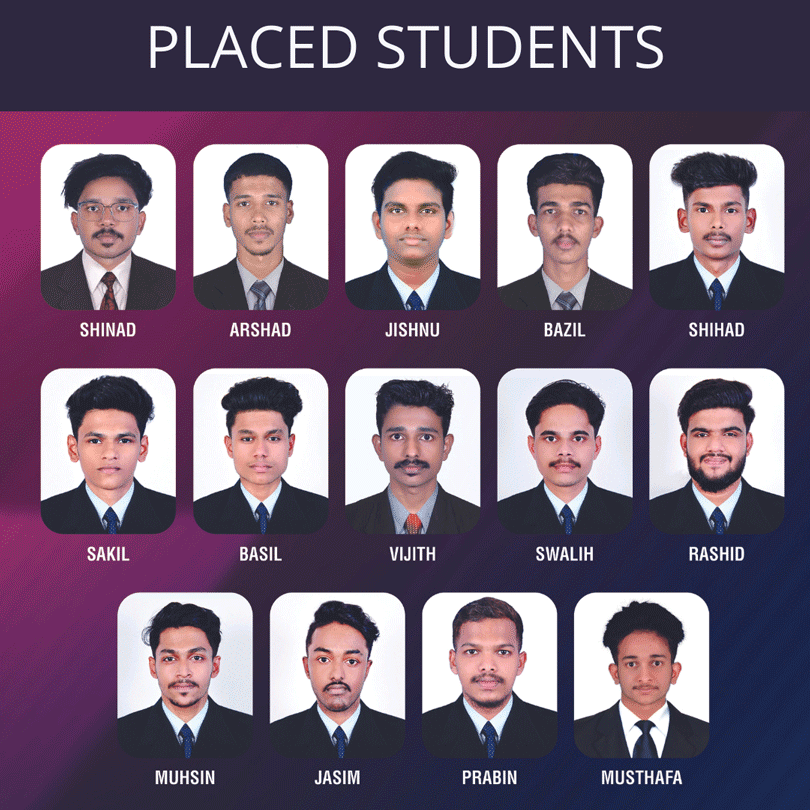 PLACED STUDENTS
SHINAD ARSHAD JISHNU BAZIL SHIHAD
SAKIL BASIL VIJITH SWALIH RASHID
MUHSIN JASIM PRABIN MUSTHAFA